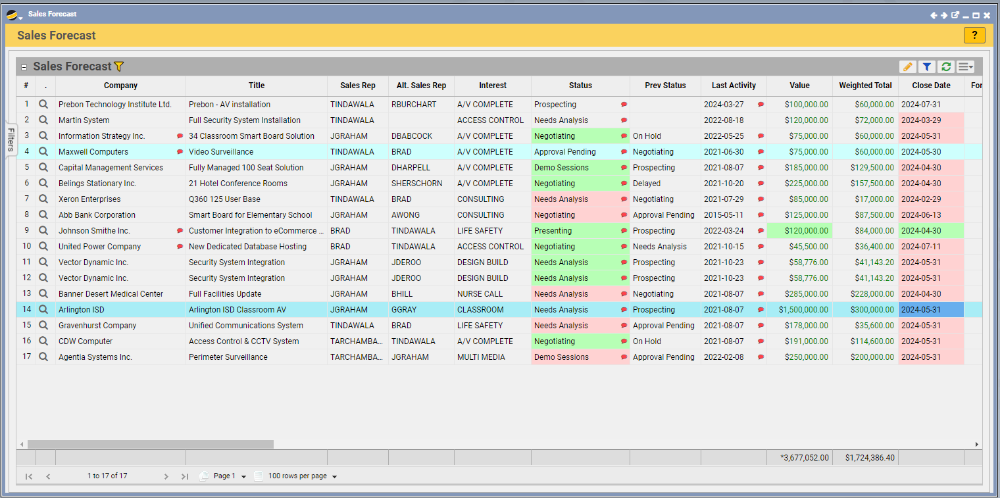 Sales Forecast
Sales Forecast ?
Sales Forecast
# . Company Title Sales Rep Alt. Sales Rep Interest Status Prev Status Last Activity Value Weighted Total Close Date For
1 Prebon Technology Institute Ltd. Prebon - AV installation TINDAWALA RBURCHART A/V COMPLETE Prospecting 2024-03-27 $100,000.00 $60,000.00 2024-07-31
2 Martin System Full Security System Installation TINDAWALA ACCESS CONTROL Needs Analysis 2022-08-18 $120,000.00 $72,000.00 2024-03-29
3 Information Strategy Inc. 34 Classroom Smart Board Solution JGRAHAM DBABCOCK A/V COMPLETE Negotiating On Hold 2022-05-25 $75,000.00 $60,000.00 2024-05-31
Filters
4 Maxwell Computers Video Surveillance TINDAWALA BRAD A/V COMPLETE Approval Pending Negotiating 2021-06-30 $75,000.00 $60,000.00 2024-05-30
5 Capital Management Services Fully Managed 100 Seat Solution JGRAHAM DHARPELL A/V COMPLETE Demo Sessions Prospecting 2021-08-07 $185,000.00 $129,500.00 2024-04-30
6 Belings Stationary Inc. 21 Hotel Conference Rooms JGRAHAM SHERSCHORN A/V COMPLETE Negotiating Delayed 2021-10-20 $225,000.00 $157,500.00 2024-04-30
7 Xeron Enterprises Q360 125 User Base TINDAWALA BRAD CONSULTING Needs Analysis Negotiating 2021-07-29 $85,000.00 $17,000.00 2024-02-29
8 Abb Bank Corporation Smart Board for Elementary School JGRAHAM AWONG CONSULTING Negotiating Approval Pending 2015-05-11 $125,000.00 $87,500.00 2024-06-13
9 Johnson Smithe Inc. Customer Integration to eCommerce ... BRAD TINDAWALA LIFE SAFETY Presenting Prospecting 2022-03-24 $120,000.00 $84,000.00 2024-04-30
10 United Power Company New Dedicated Database Hosting BRAD TINDAWALA ACCESS CONTROL Negotiating Needs Analysis 2021-10-15 $45,500.00 $36,400.00 2024-07-11
11 Vector Dynamic Inc. Security System Integration JGRAHAM JDEROO DESIGN BUILD Needs Analysis Prospecting 2021-10-23 $58,776.00 $41,143.20 2024-05-31
12 Vector Dynamic Inc. Security System Integration JGRAHAM JDEROO DESIGN BUILD Needs Analysis Prospecting 2021-10-23 $58,776.00 $41,143.20 2024-05-31
13 Banner Desert Medical Center Full Facilities Update JGRAHAM BHILL NURSE CALL Needs Analysis Negotiating 2021-08-07 $285,000.00 $228,000.00 2024-04-30
14 Arlington ISD Arlington ISD Classroom AV JGRAHAM GGRAY CLASSROOM Needs Analysis Prospecting 2021-08-07 $1,500,000.00 $300,000.00 2024-05-31
15 Gravenhurst Company Unified Communications System TINDAWALA BRAD LIFE SAFETY Needs Analysis Approval Pending 2021-08-07 $178,000.00 $35,600.00 2024-05-31
16 CDW Computer Access Control & CCTV System TARCHAMBA... TINDAWALA A/V COMPLETE Negotiating On Hold 2021-08-07 $191,000.00 $114,600.00 2024-05-31
17 Agentia Systems Inc. Perimeter Surveillance TARCHAMBA... JGRAHAM MULTI MEDIA Demo Sessions Approval Pending 2022-02-08 $250,000.00 $200,000.00 2024-05-31
*3,677,052.00 $1,724,386.40
1 to 17 of 17 Page 1 100 rows per page